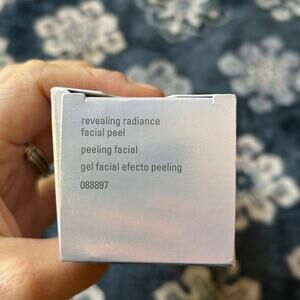 revealing radiance
facial peel
peeling facial
gel facial efecto peeling
088897